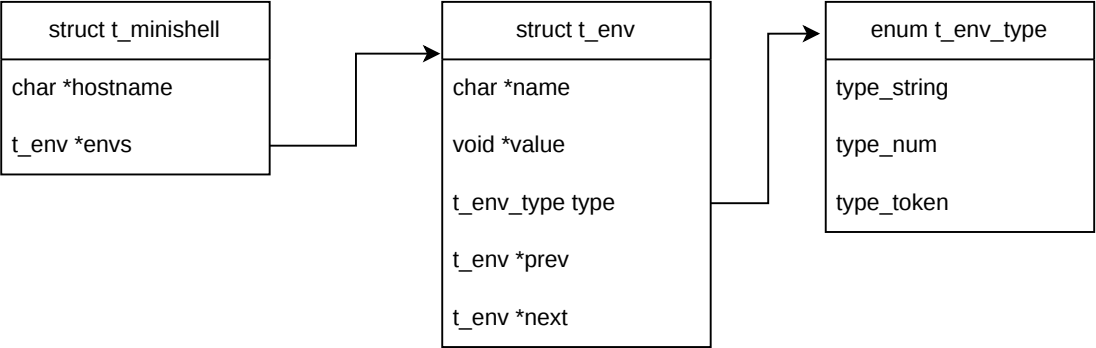 struct t_minishell
char *hostname
t_env *envs
struct t_env
char *name
void *value
t_env_type type
t_env *prev
t_env *next
enum t_env_type
type_string
type_num
type_token